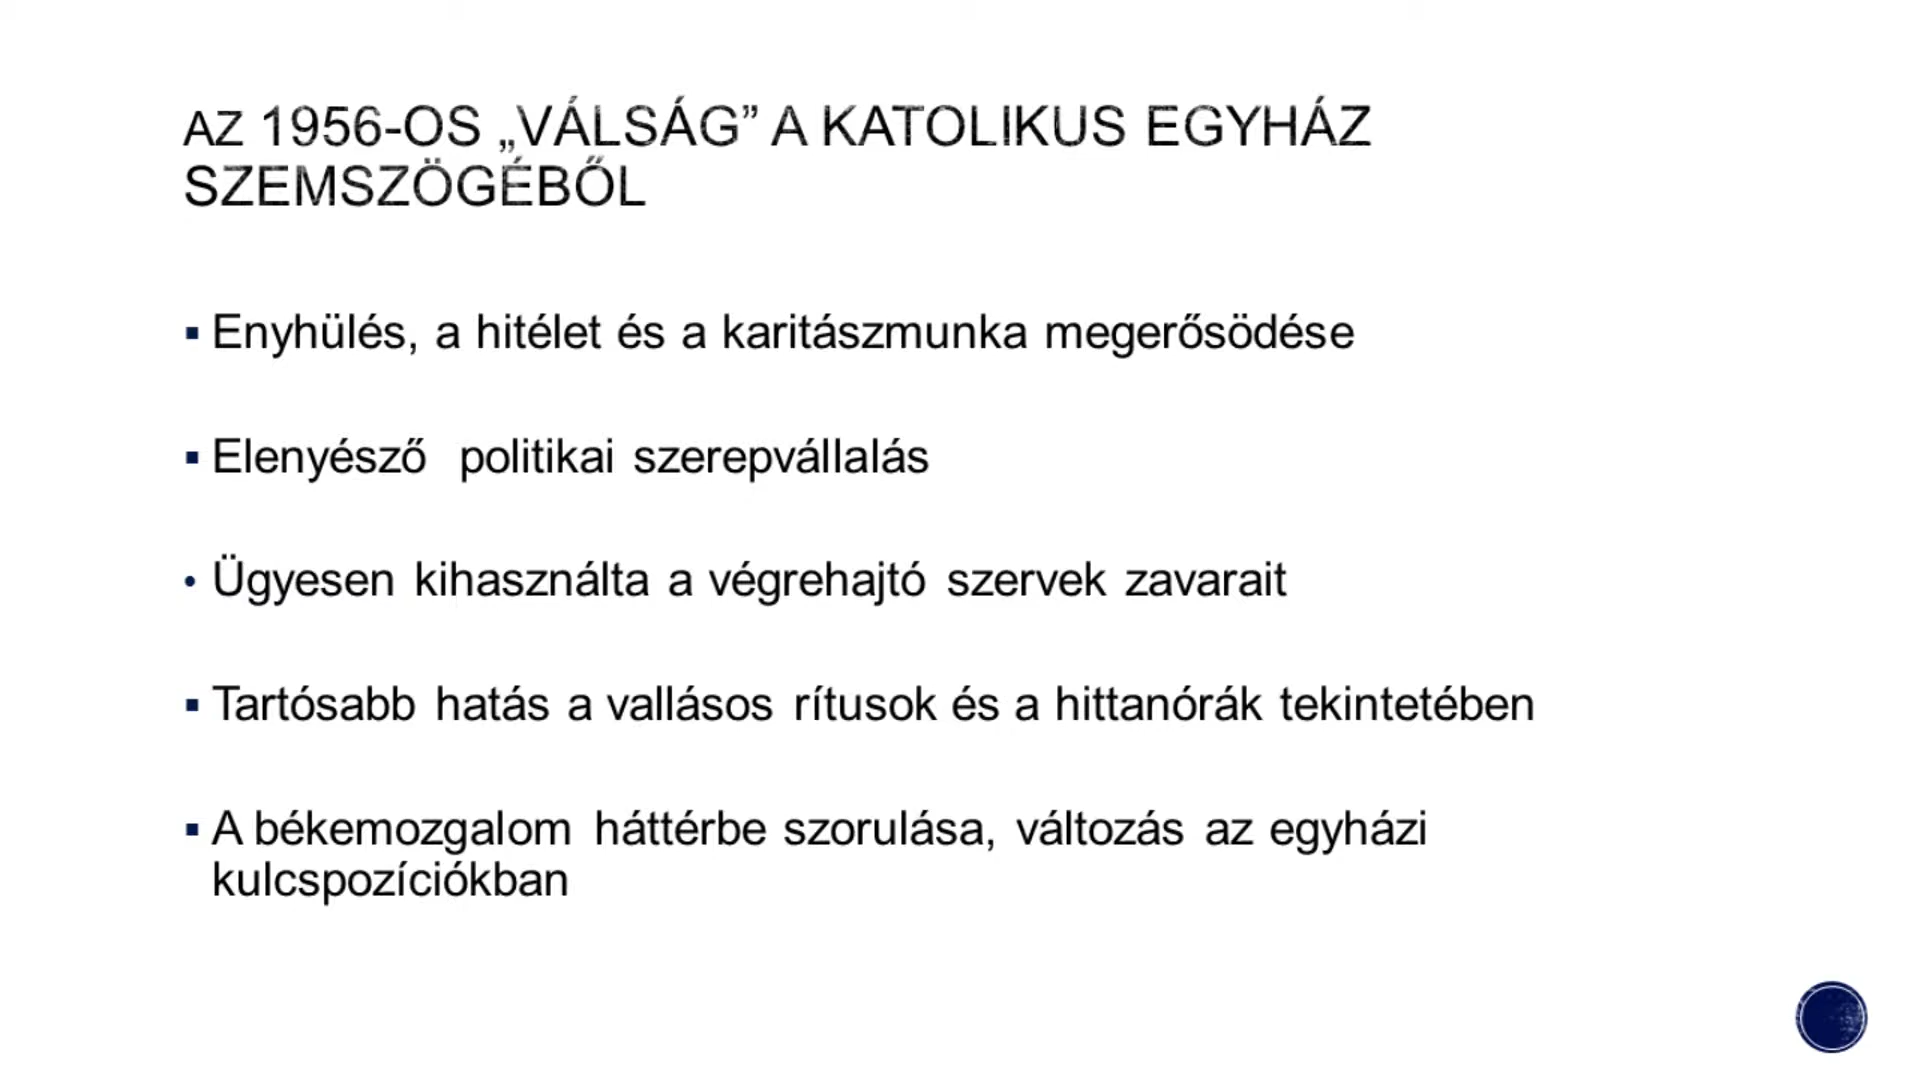 AZ 1956-OS „VÁLSÁG” A KATOLIKUS EGYHÁZ
SZEMSZÖGÉBŐL
▪ Enyhülés, a hitélet és a karitászmunka megerősödése
▪ Elenyésző politikai szerepvállalás
• Ügyesen kihasználta a végrehajtó szervek zavarait
▪ Tartósabb hatás a vallásos rítusok és a hittanórák tekintetében
▪ A békemozgalom háttérbe szorulása, változás az egyházi
kulcspozíciókban